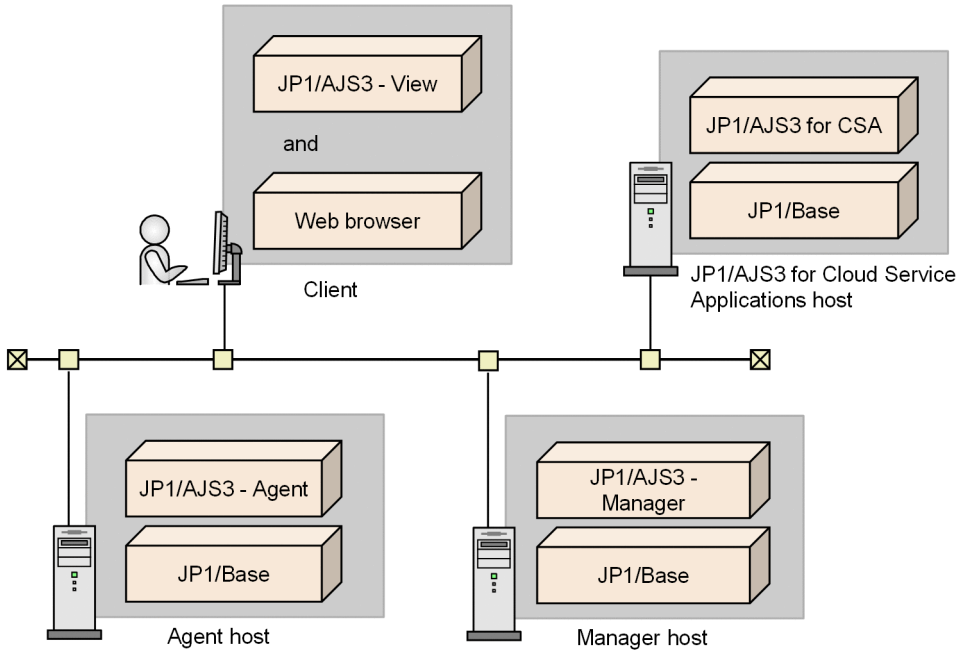 JP1/AJS3 - View
and
Web browser
Client
JP1/AJS3 for CSA
JP1/Base
JP1/AJS3 for Cloud Service
Applications host
JP1/AJS3 - Agent
JP1/Base
Agent host
JP1/AJS3 -
Manager
JP1/Base
Manager host